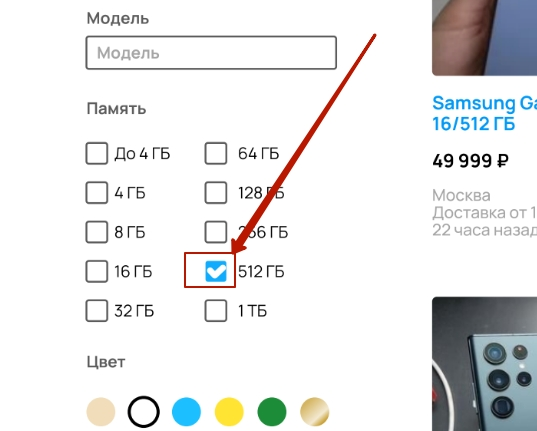 Модель
Модель
Память
До 4 ГБ
64 ГБ
4 ГБ
128 ГБ
8 ГБ
256 ГБ
16 ГБ
512 ГБ
32 ГБ
1 ТБ
Цвет
Samsung Ga
16/512 ГБ
49 999 ₽
Москва
Доставка от 1
22 часа назад